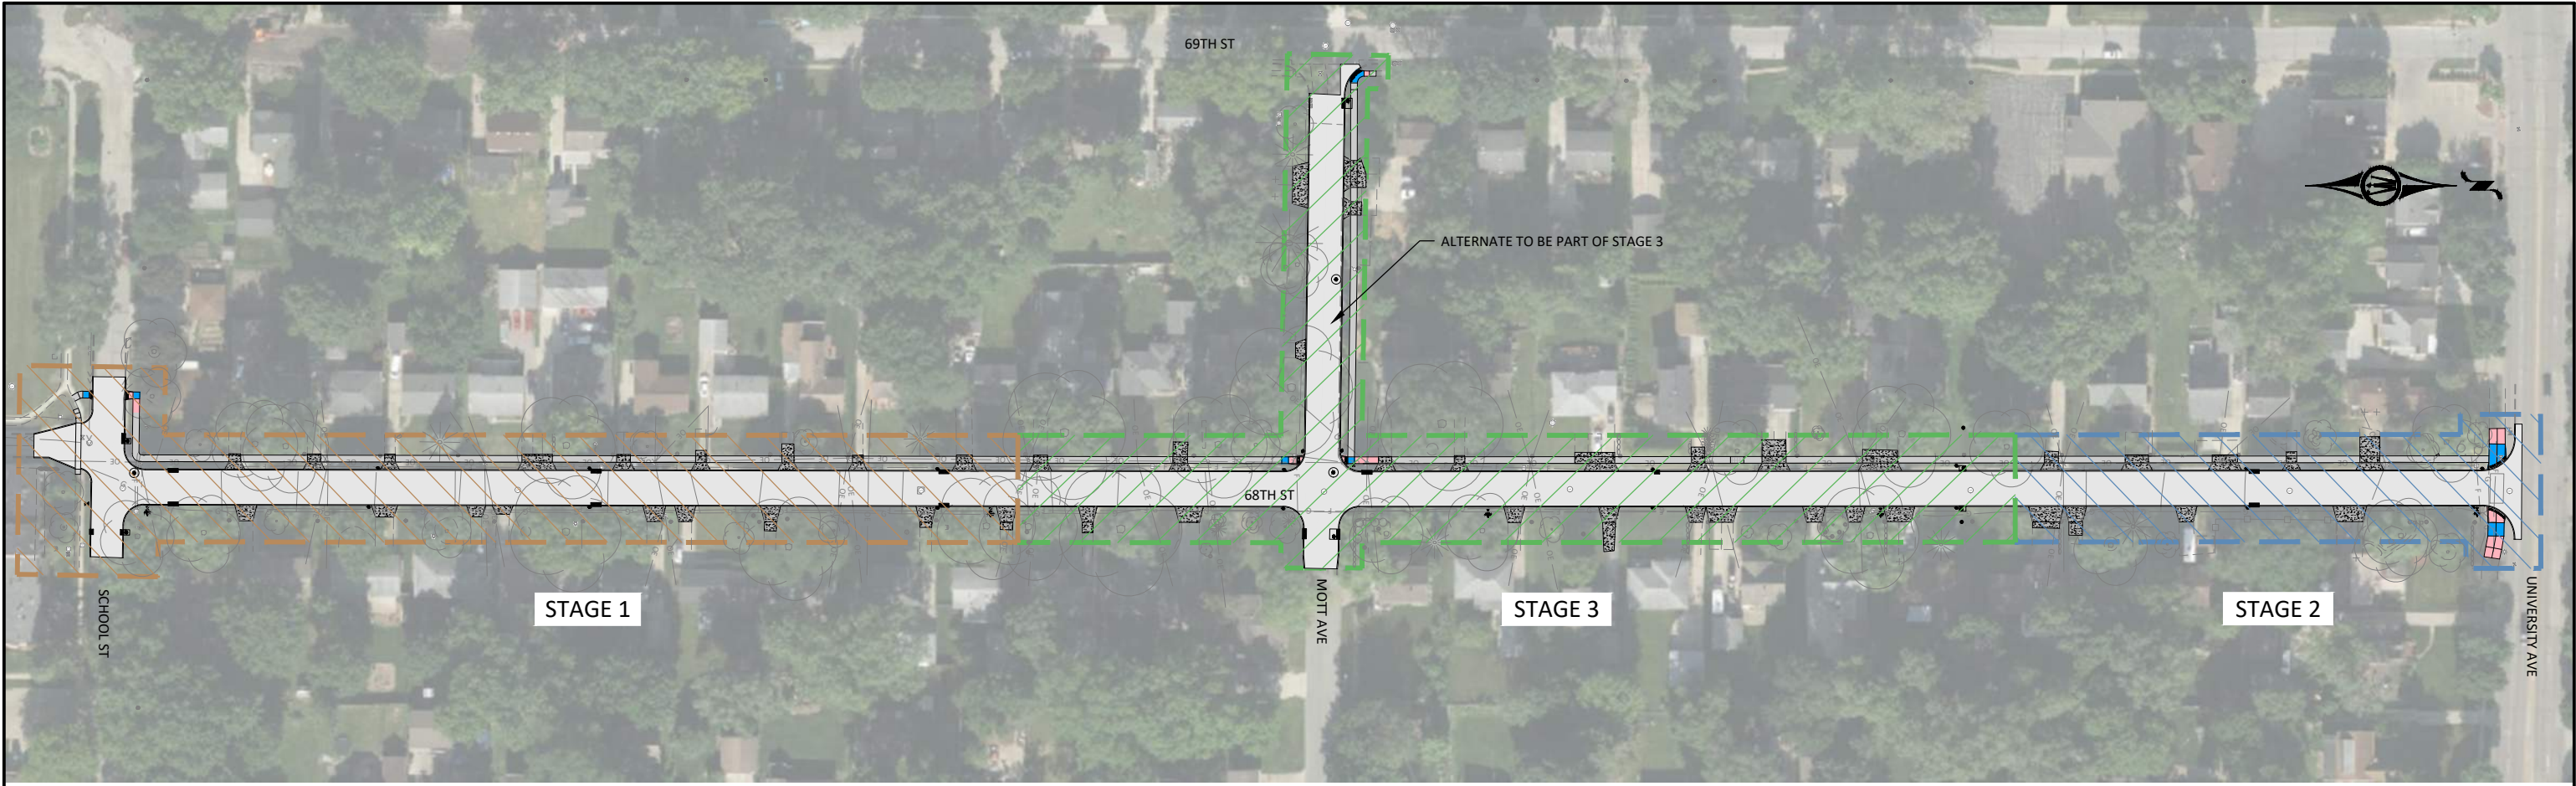 69TH ST
ALTERNATE TO BE PART OF STAGE 3
68TH ST
SCHOOL ST
STAGE 1
MOTT AVE
STAGE 3
STAGE 2
UNIVERSITY AVE
N